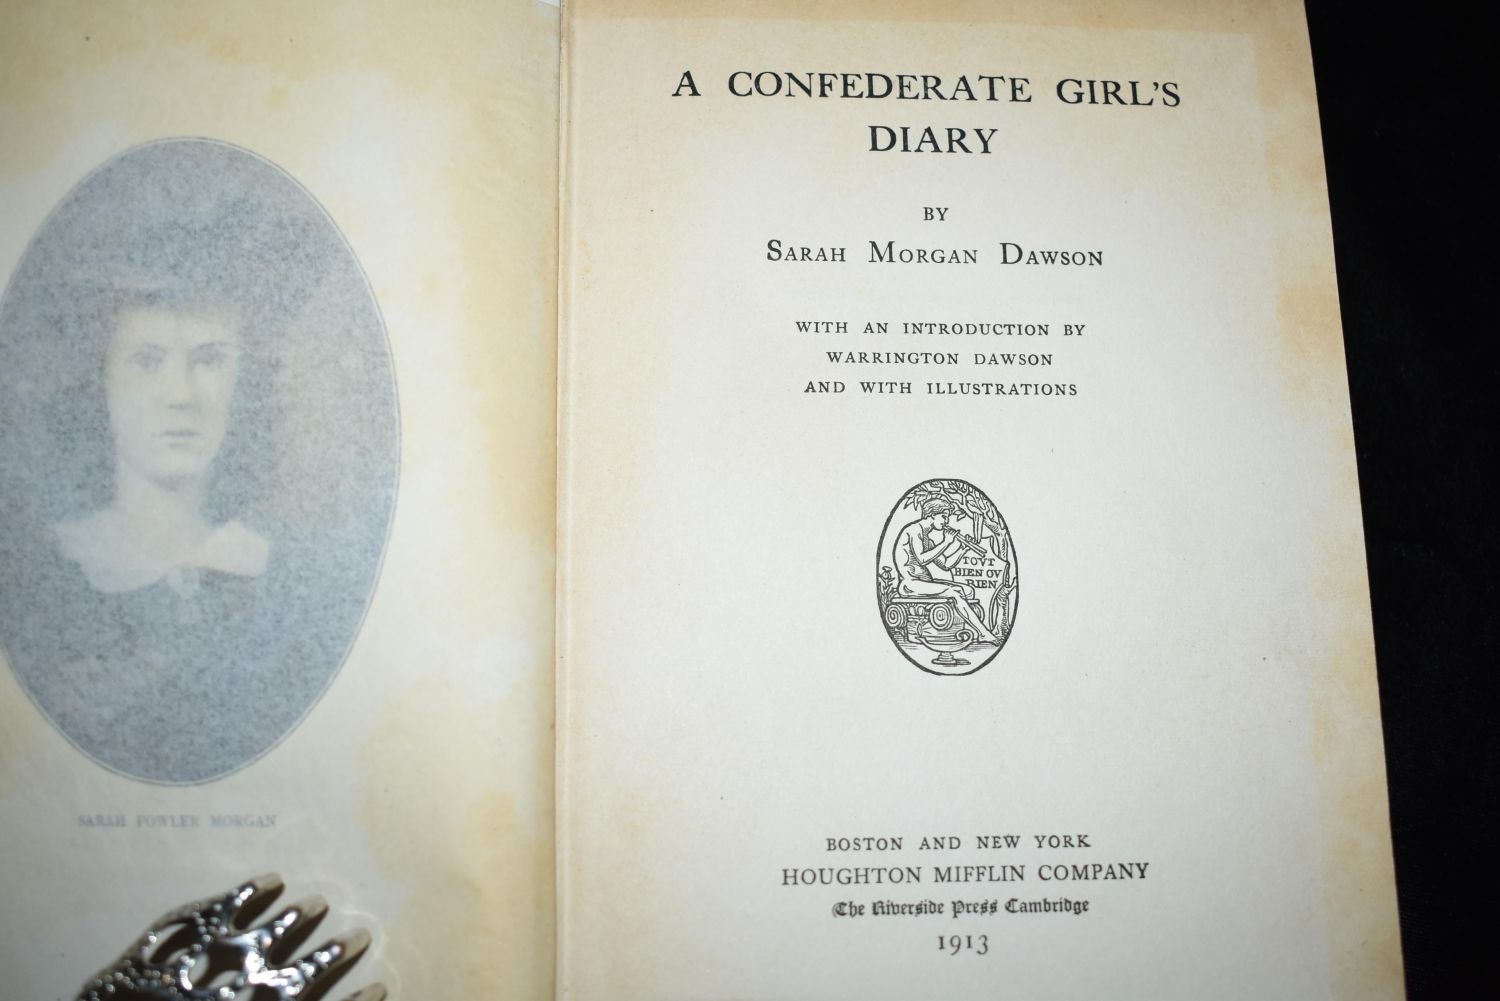 SARAH FOWLER MORGAN
A CONFEDERATE GIRL'S
DIARY
BY
SARAH MORGAN DAWSON
WITH AN INTRODUCTION BY
WARRINGTON DAWSON
AND WITH ILLUSTRATIONS
TOVT
BIEN OV
RIEN
BOSTON AND NEW YORK
HOUGHTON MIFFLIN COMPANY
The Riverside Press Cambridge
1913